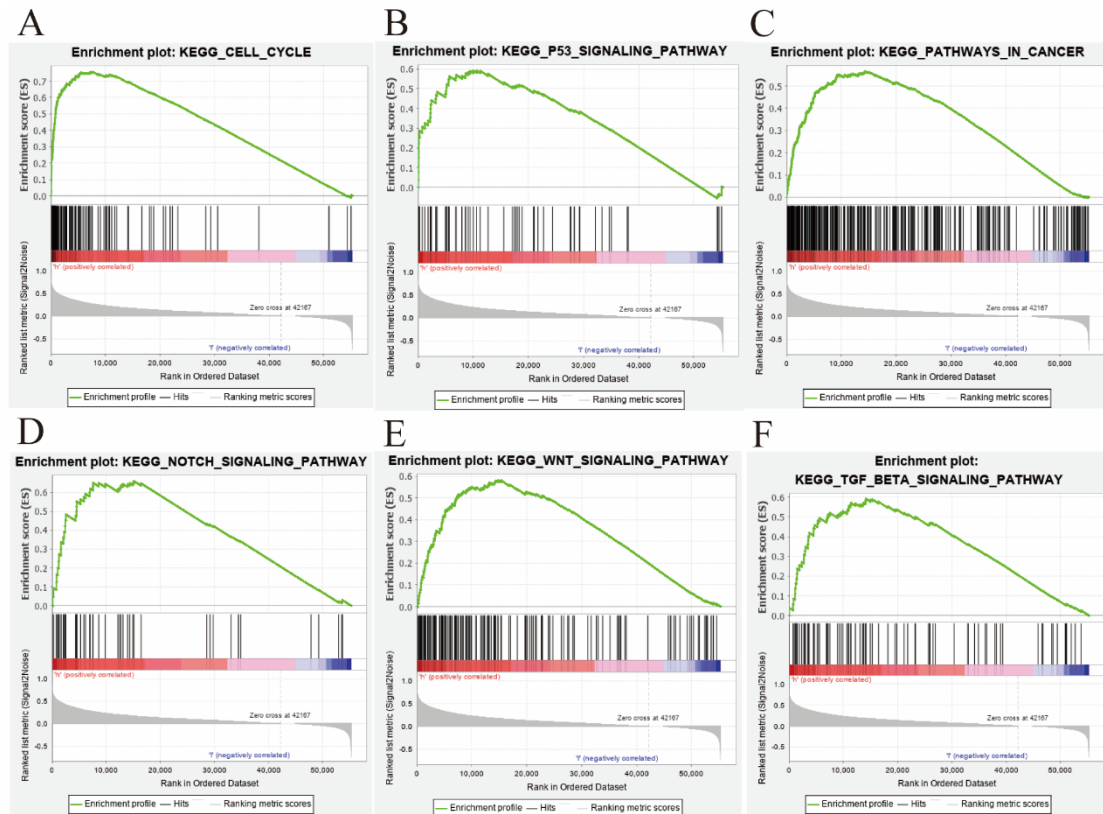 A
Enrichment plot: KEGG_CELL_CYCLE
Enrichment score (ES)
0.7
0.6
0.5
0.4
0.3
0.2
0.1
0.0
'h' (positively correlated)
Ranked list metric (Signal2Noise)
1.0
0.5
0.0
-0.5
Zero cross at 42167
'l' (negatively correlated)
0 10,000 20,000 30,000 40,000 50,000
Rank in Ordered Dataset
Enrichment profile Hits Ranking metric scores
B
Enrichment plot: KEGG_P53_SIGNALING_PATHWAY
Enrichment score (ES)
0.6
0.5
0.4
0.3
0.2
0.1
0.0
'h' (positively correlated)
Ranked list metric (Signal2Noise)
1.0
0.5
0.0
-0.5
Zero cross at 42167
'l' (negatively correlated)
0 10,000 20,000 30,000 40,000 50,000
Rank in Ordered Dataset
Enrichment profile Hits Ranking metric scores
C
Enrichment plot: KEGG_PATHWAYS_IN_CANCER
Enrichment score (ES)
0.5
0.4
0.3
0.2
0.1
0.0
'h' (positively correlated)
Ranked list metric (Signal2Noise)
1.0
0.5
0.0
-0.5
Zero cross at 42167
'l' (negatively correlated)
0 10,000 20,000 30,000 40,000 50,000
Rank in Ordered Dataset
Enrichment profile Hits Ranking metric scores
D
Enrichment plot: KEGG_NOTCH_SIGNALING_PATHWAY
Enrichment score (ES)
0.6
0.5
0.4
0.3
0.2
0.1
0.0
'h' (positively correlated)
Ranked list metric (Signal2Noise)
1.0
0.5
0.0
-0.5
Zero cross at 42167
'l' (negatively correlated)
0 10,000 20,000 30,000 40,000 50,000
Rank in Ordered Dataset
Enrichment profile Hits Ranking metric scores
E
Enrichment plot: KEGG_WNT_SIGNALING_PATHWAY
Enrichment score (ES)
0.6
0.5
0.4
0.3
0.2
0.1
0.0
'h' (positively correlated)
Ranked list metric (Signal2Noise)
1.0
0.5
0.0
-0.5
Zero cross at 42167
'l' (negatively correlated)
0 10,000 20,000 30,000 40,000 50,000
Rank in Ordered Dataset
Enrichment profile Hits Ranking metric scores
F
Enrichment plot:
KEGG_TGF_BETA_SIGNALING_PATHWAY
Enrichment score (ES)
0.6
0.5
0.4
0.3
0.2
0.1
0.0
'h' (positively correlated)
Ranked list metric (Signal2Noise)
1.0
0.5
0.0
-0.5
Zero cross at 42167
'l' (negatively correlated)
0 10,000 20,000 30,000 40,000 50,000
Rank in Ordered Dataset
Enrichment profile Hits Ranking metric scores